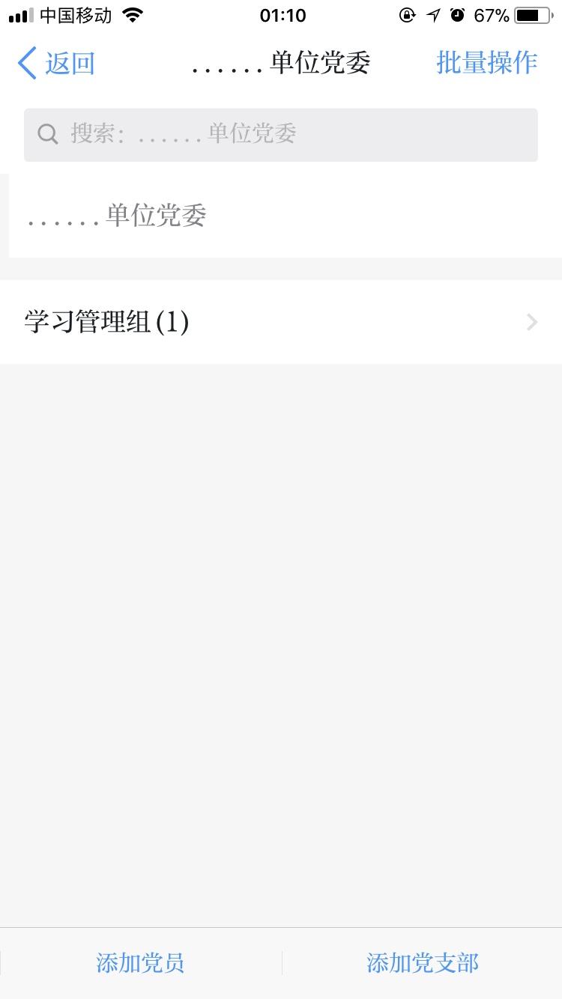 中国移动 01:10 67%
返回 ......单位党委 批量操作
搜索：......单位党委
......单位党委
学习管理组(1)
添加党员 添加党支部